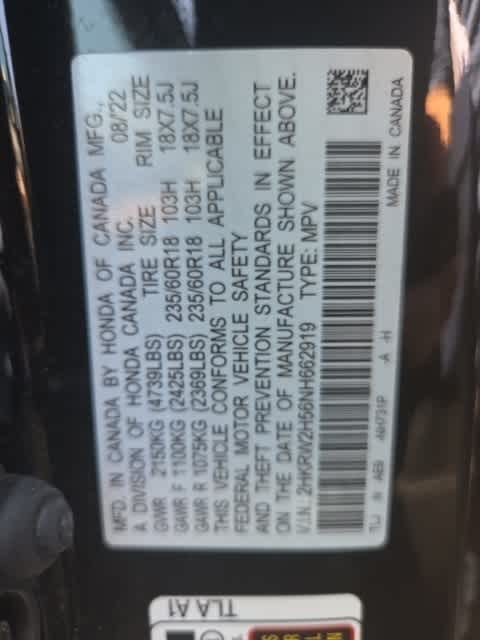 MFD. IN CANADA BY HONDA OF CANADA MFG.,
A DIVISION OF HONDA CANADA INC. 08/22
GVWR 2150KG (4739LBS) TIRE SIZE RIM SIZE
GAWR F 1100KG (2425LBS) 235/60R18 103H 18X7.5J
GAWR R 1075KG (2369LBS) 235/60R18 103H 18X7.5J
THIS VEHICLE CONFORMS TO ALL APPLICABLE
FEDERAL MOTOR VEHICLE SAFETY
AND THEFT PREVENTION STANDARDS IN EFFECT
ON THE DATE OF MANUFACTURE SHOWN ABOVE.
V.I.N.: 2HKRW2H56NH662919 TYPE: MPV
NH731P -A -H
MADE IN CANADA
TLA A1